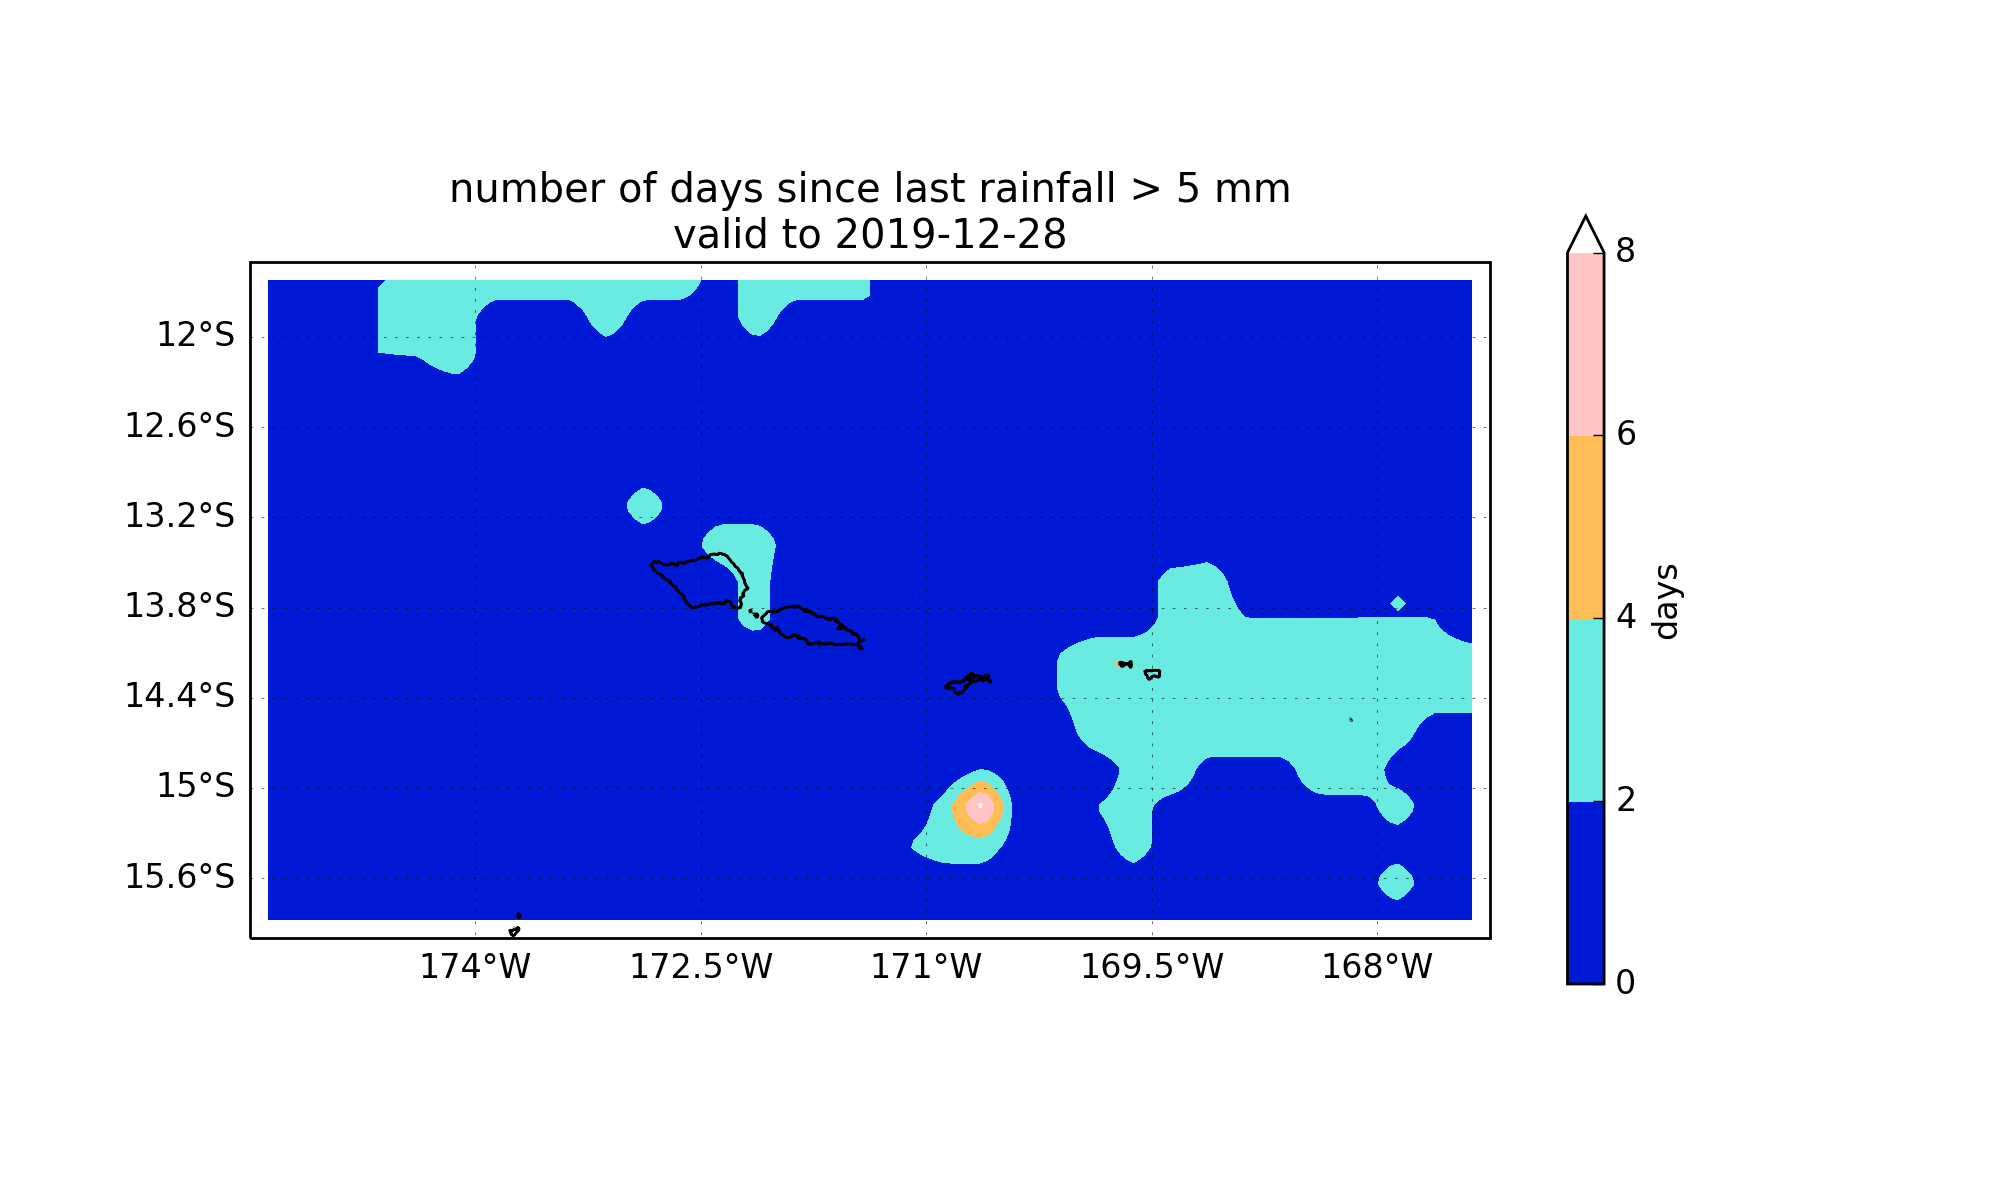 number of days since last rainfall > 5 mm
valid to 2019-12-28
12°S
12.6°S
13.2°S
13.8°S
14.4°S
15°S
15.6°S
174°W
172.5°W
171°W
169.5°W
168°W
8
6
4
2
0
days